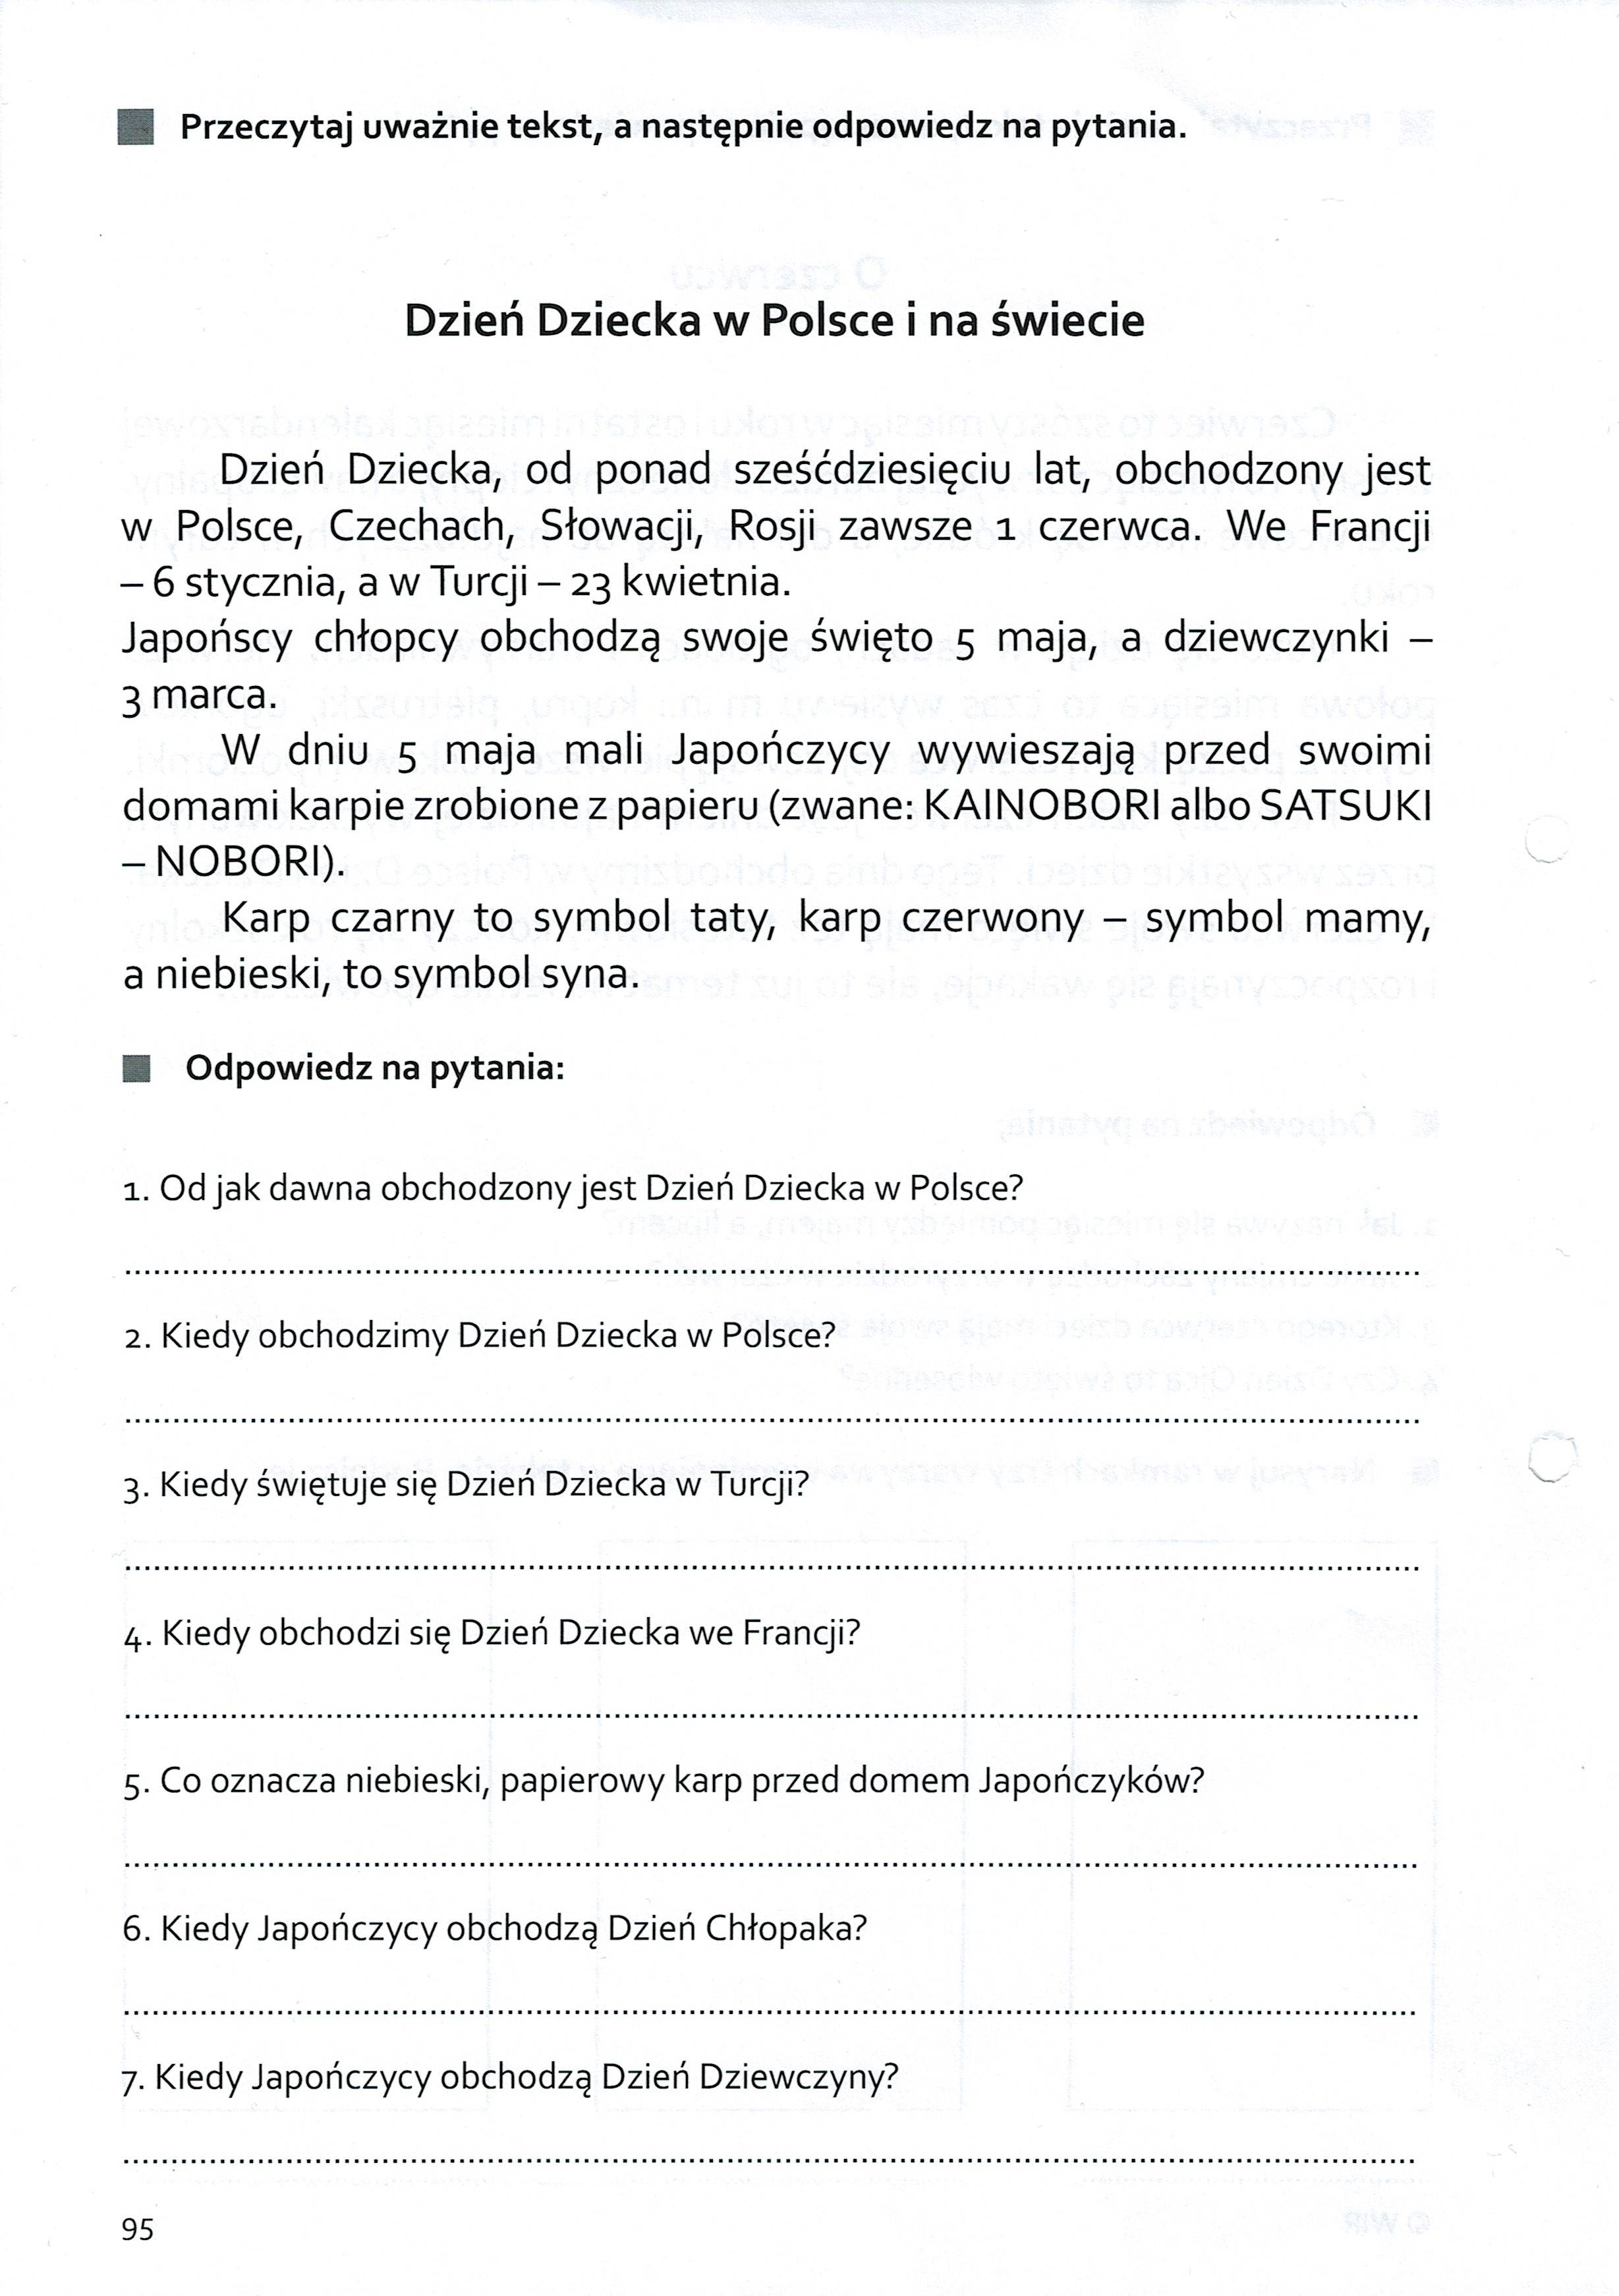 Przeczytaj uważnie tekst, a następnie odpowiedz na pytania.
Dzień Dziecka w Polsce i na świecie
Dzień Dziecka, od ponad sześćdziesięciu lat, obchodzony jest
w Polsce, Czechach, Słowacji, Rosji zawsze 1 czerwca. We Francji
– 6 stycznia, a w Turcji – 23 kwietnia.
Japońscy chłopcy obchodzą swoje święto 5 maja, a dziewczynki –
3 marca.
W dniu 5 maja mali Japończycy wywieszają przed swoimi
domami karpie zrobione z papieru (zwane: KAINOBORI albo SATSUKI
– NOBORI).
Karp czarny to symbol taty, karp czerwony – symbol mamy,
a niebieski, to symbol syna.
Odpowiedz na pytania:
1. Od jak dawna obchodzony jest Dzień Dziecka w Polsce?
2. Kiedy obchodzimy Dzień Dziecka w Polsce?
3. Kiedy świętuje się Dzień Dziecka w Turcji?
4. Kiedy obchodzi się Dzień Dziecka we Francji?
5. Co oznacza niebieski, papierowy karp przed domem Japończyków?
6. Kiedy Japończycy obchodzą Dzień Chłopaka?
7. Kiedy Japończycy obchodzą Dzień Dziewczyny?
95